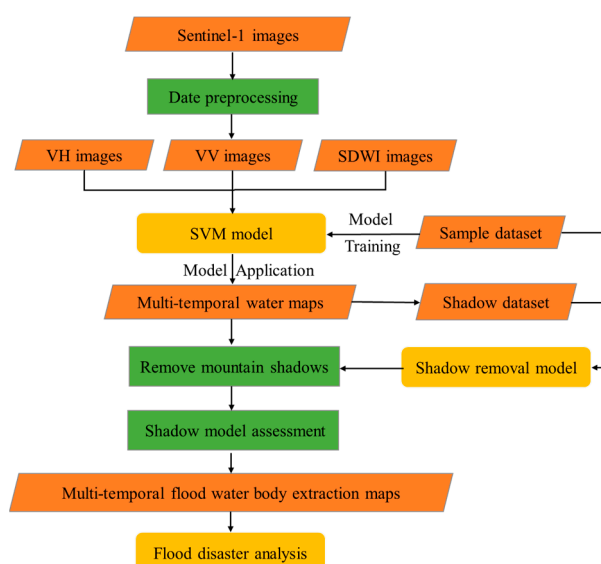 Sentinel-1 images
Date preprocessing
VH images
VV images
SDWI images
SVM model
Model
Training
Sample dataset
Model Application
Multi-temporal water maps
Shadow dataset
Remove mountain shadows
Shadow removal model
Shadow model assessment
Multi-temporal flood water body extraction maps
Flood disaster analysis